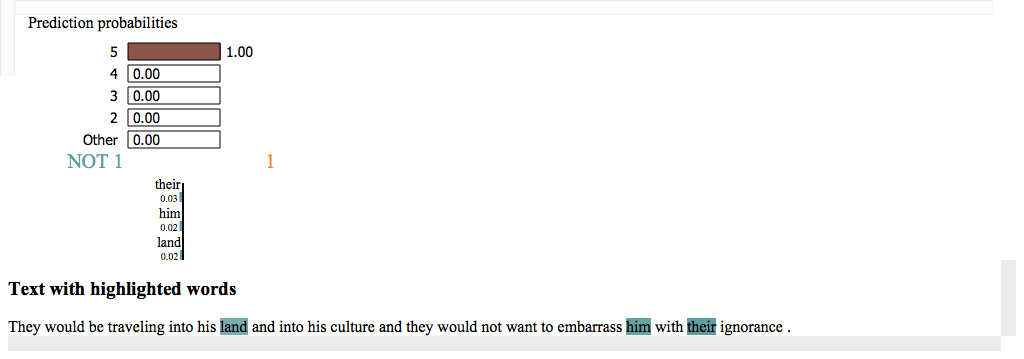 Prediction probabilities
5 1.00
4 0.00
3 0.00
2 0.00
Other 0.00
NOT 1 1
their
0.03
him
0.02
land
0.02
Text with highlighted words
They would be traveling into his land and into his culture and they would not want to embarrass him with their ignorance .